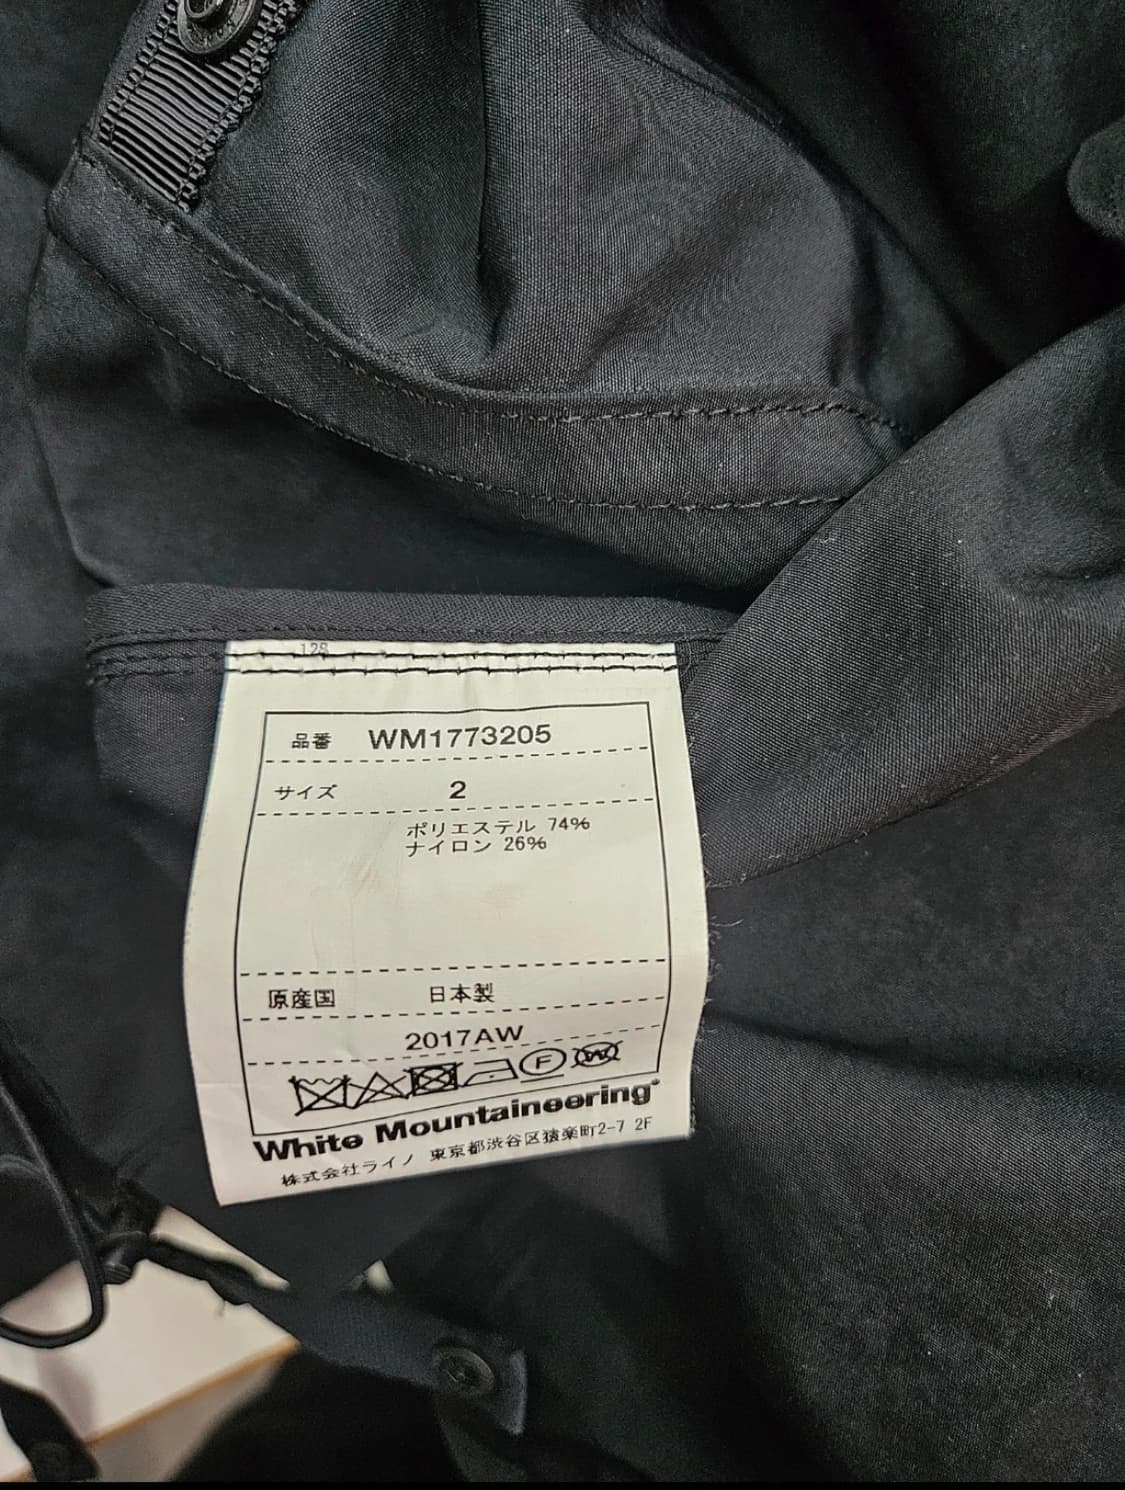 128
品番 WM1773205
サイズ 2
ポリエステル 74%
ナイロン 26%
原産国 日本製
2017AW
F W
White Mountaineering
株式会社ライノ 東京都渋谷区猿楽町2-7 2F